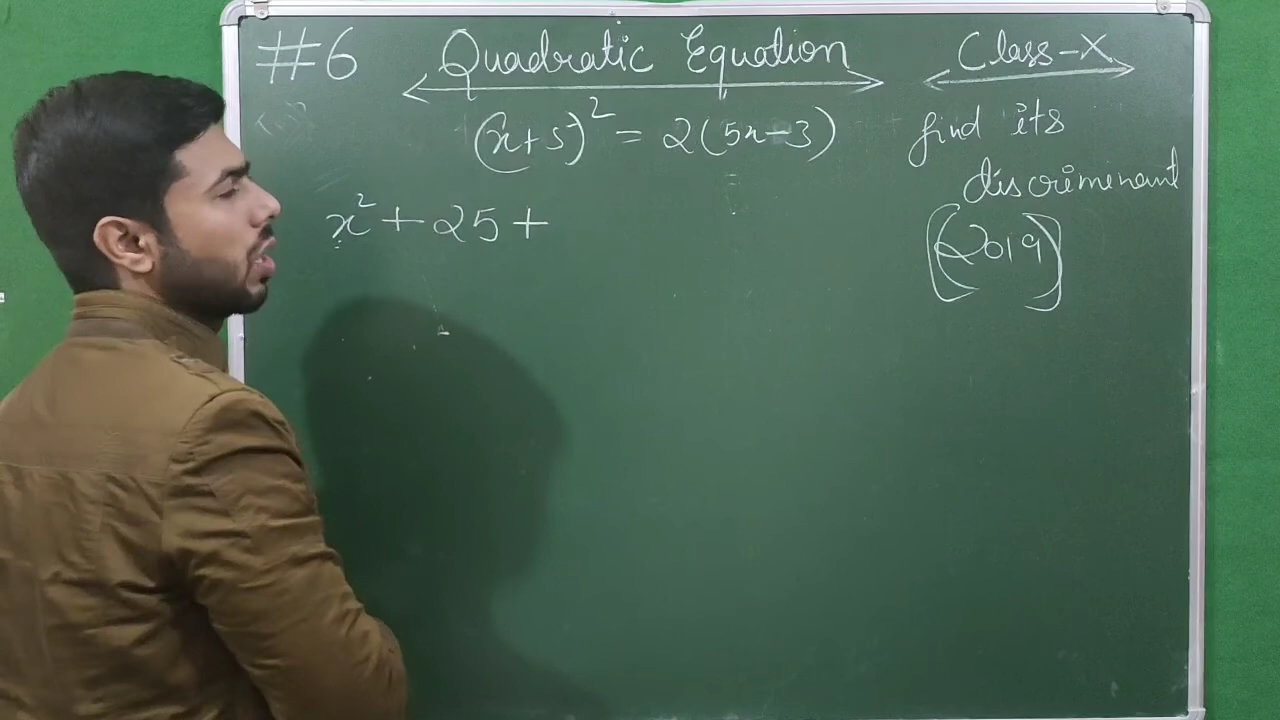 #6 Quadratic Equation Class-X
(x+5)² = 2(5x-3) find its
discriminant
x² + 25 +
(2019)